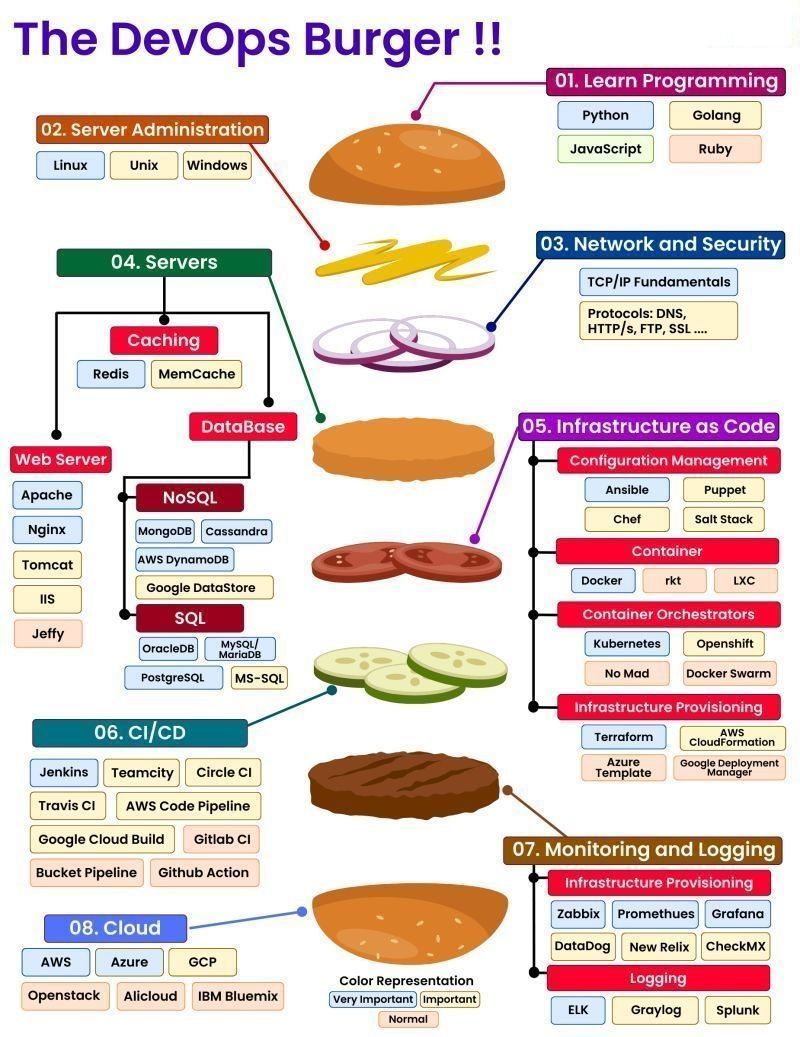 The DevOps Burger !!
01. Learn Programming
Python
Golang
JavaScript
Ruby
02. Server Administration
Linux
Unix
Windows
03. Network and Security
TCP/IP Fundamentals
Protocols: DNS,
HTTP/s, FTP, SSL ....
04. Servers
Caching
Redis
MemCache
Web Server
Apache
Nginx
Tomcat
IIS
Jeffy
DataBase
NoSQL
MongoDB
Cassandra
AWS DynamoDB
Google DataStore
SQL
OracleDB
MySQL/
MariaDB
PostgreSQL
MS-SQL
05. Infrastructure as Code
Configuration Management
Ansible
Puppet
Chef
Salt Stack
Container
Docker
rkt
LXC
Container Orchestrators
Kubernetes
Openshift
No Mad
Docker Swarm
Infrastructure Provisioning
Terraform
AWS
CloudFormation
Azure
Template
Google Deployment
Manager
06. CI/CD
Jenkins
Teamcity
Circle CI
Travis CI
AWS Code Pipeline
Google Cloud Build
Gitlab CI
Bucket Pipeline
Github Action
07. Monitoring and Logging
Infrastructure Provisioning
Zabbix
Promethues
Grafana
DataDog
New Relix
CheckMX
Logging
ELK
Graylog
Splunk
08. Cloud
AWS
Azure
GCP
Openstack
Alicloud
IBM Bluemix
Color Representation
Very Important
Important
Normal